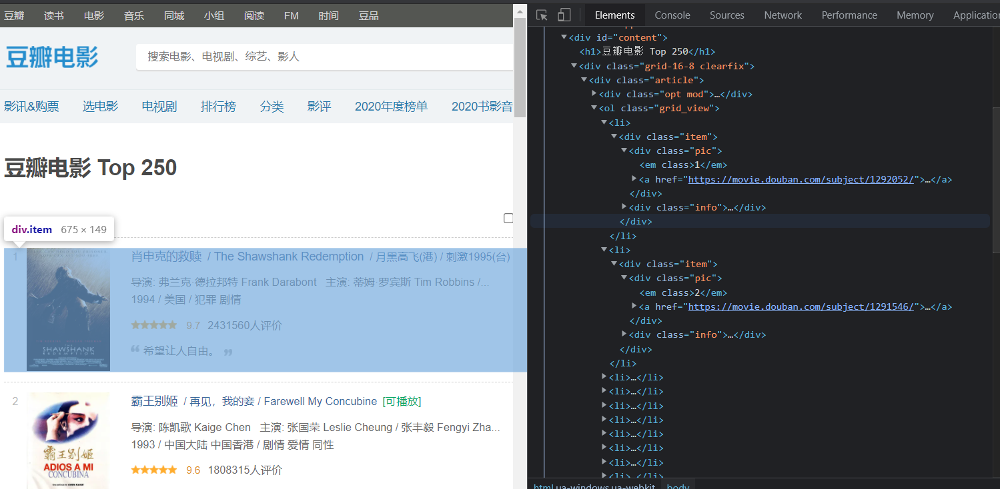 豆瓣 读书 电影 音乐 同城 小组 阅读 FM 时间 豆品
豆瓣电影
搜索电影、电视剧、综艺、影人
影讯&购票 选电影 电视剧 排行榜 分类 影评 2020年度榜单 2020书影音
豆瓣电影 Top 250
div.item 675 × 149
1
肖申克的救赎 / The Shawshank Redemption / 月黑高飞(港) / 刺激1995(台)
导演: 弗兰克·德拉邦特 Frank Darabont 主演: 蒂姆·罗宾斯 Tim Robbins /...
1994 / 美国 / 犯罪 剧情
9.7 2431560人评价
“ 希望让人自由。 ”
THE
SHAWSHANK
REDEMPTION
2
霸王别姬 / 再见，我的妾 / Farewell My Concubine [可播放]
导演: 陈凯歌 Kaige Chen 主演: 张国荣 Leslie Cheung / 张丰毅 Fengyi Zha...
1993 / 中国大陆 中国香港 / 剧情 爱情 同性
9.6 1808315人评价
霸王别姬
ADIOS A MI
CONCUBINA
Elements Console Sources Network Performance Memory Application
<div id="content">
<h1>豆瓣电影 Top 250</h1>
<div class="grid-16-8 clearfix">
<div class="article">
<div class="opt mod">…</div>
<ol class="grid_view">
<li>
<div class="item">
<div class="pic">
<em class>1</em>
<a href="https://movie.douban.com/subject/1292052/">…</a>
</div>
<div class="info">…</div>
</div>
</li>
<li>
<div class="item">
<div class="pic">
<em class>2</em>
<a href="https://movie.douban.com/subject/1291546/">…</a>
</div>
<div class="info">…</div>
</div>
</li>
<li>…</li>
<li>…</li>
<li>…</li>
<li>…</li>
<li>…</li>
<li>…</li>
<li>…</li>
<li>…</li>
html.ua-windows.ua-webkit body